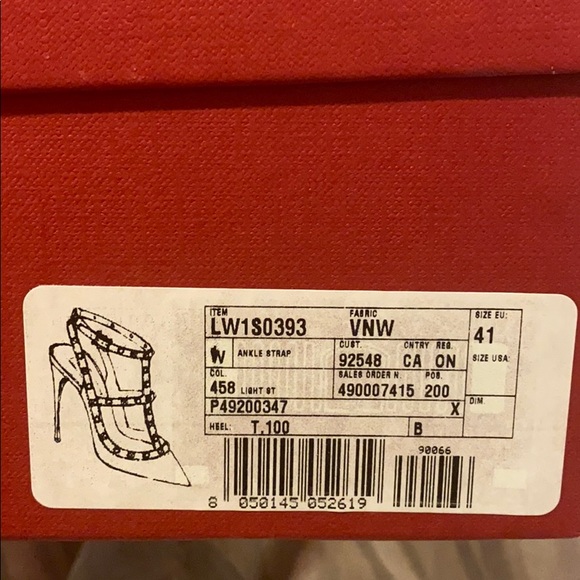 ITEM FABRIC SIZE EU:
LW1S0393 VNW 41
CUST. CNTRY REG.
ANKLE STRAP 92548 CA ON SIZE USA:
COL. SALES ORDER N. POS.
458 LIGHT ST 490007415 200
P49200347 X DIM.
HEEL: T.100 B
90066
8 050145 052619